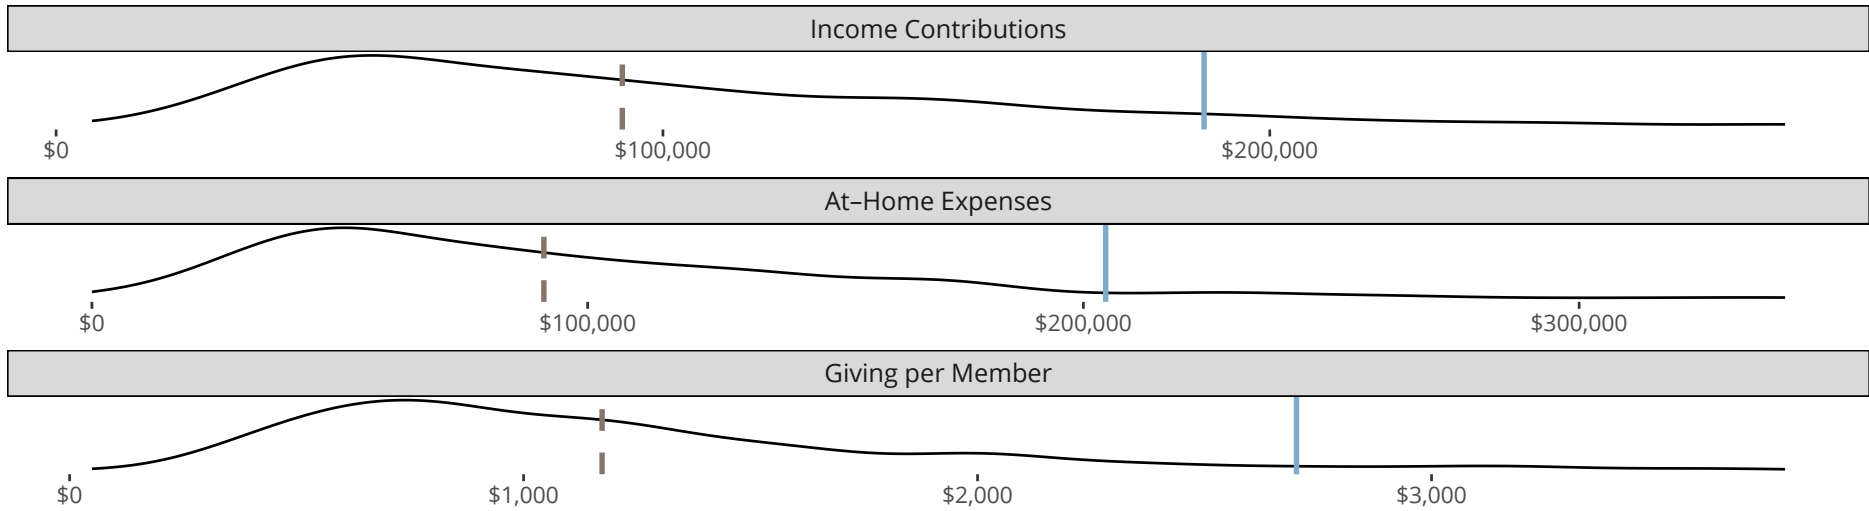 Income Contributions
$0 $100,000 $200,000
At–Home Expenses
$0 $100,000 $200,000 $300,000
Giving per Member
$0 $1,000 $2,000 $3,000